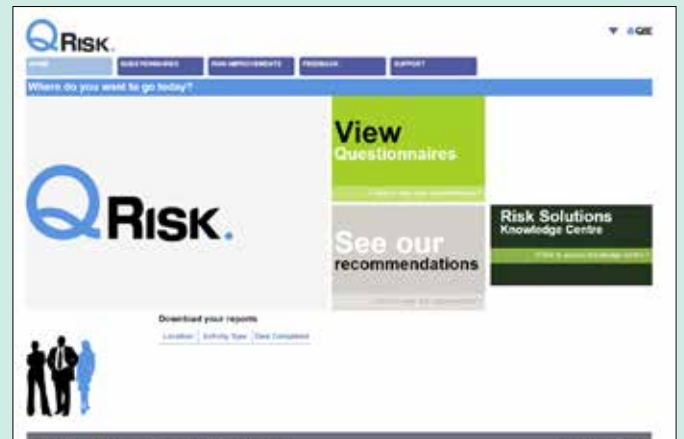 QRISK.
QBE
HOME
QUESTIONNAIRES
RISK IMPROVEMENTS
FEEDBACK
SUPPORT
Where do you want to go today?
QRISK.
View
Questionnaires
See our
recommendations
Risk Solutions
Knowledge Centre
Download your reports
Location
Activity Type
Date Completed